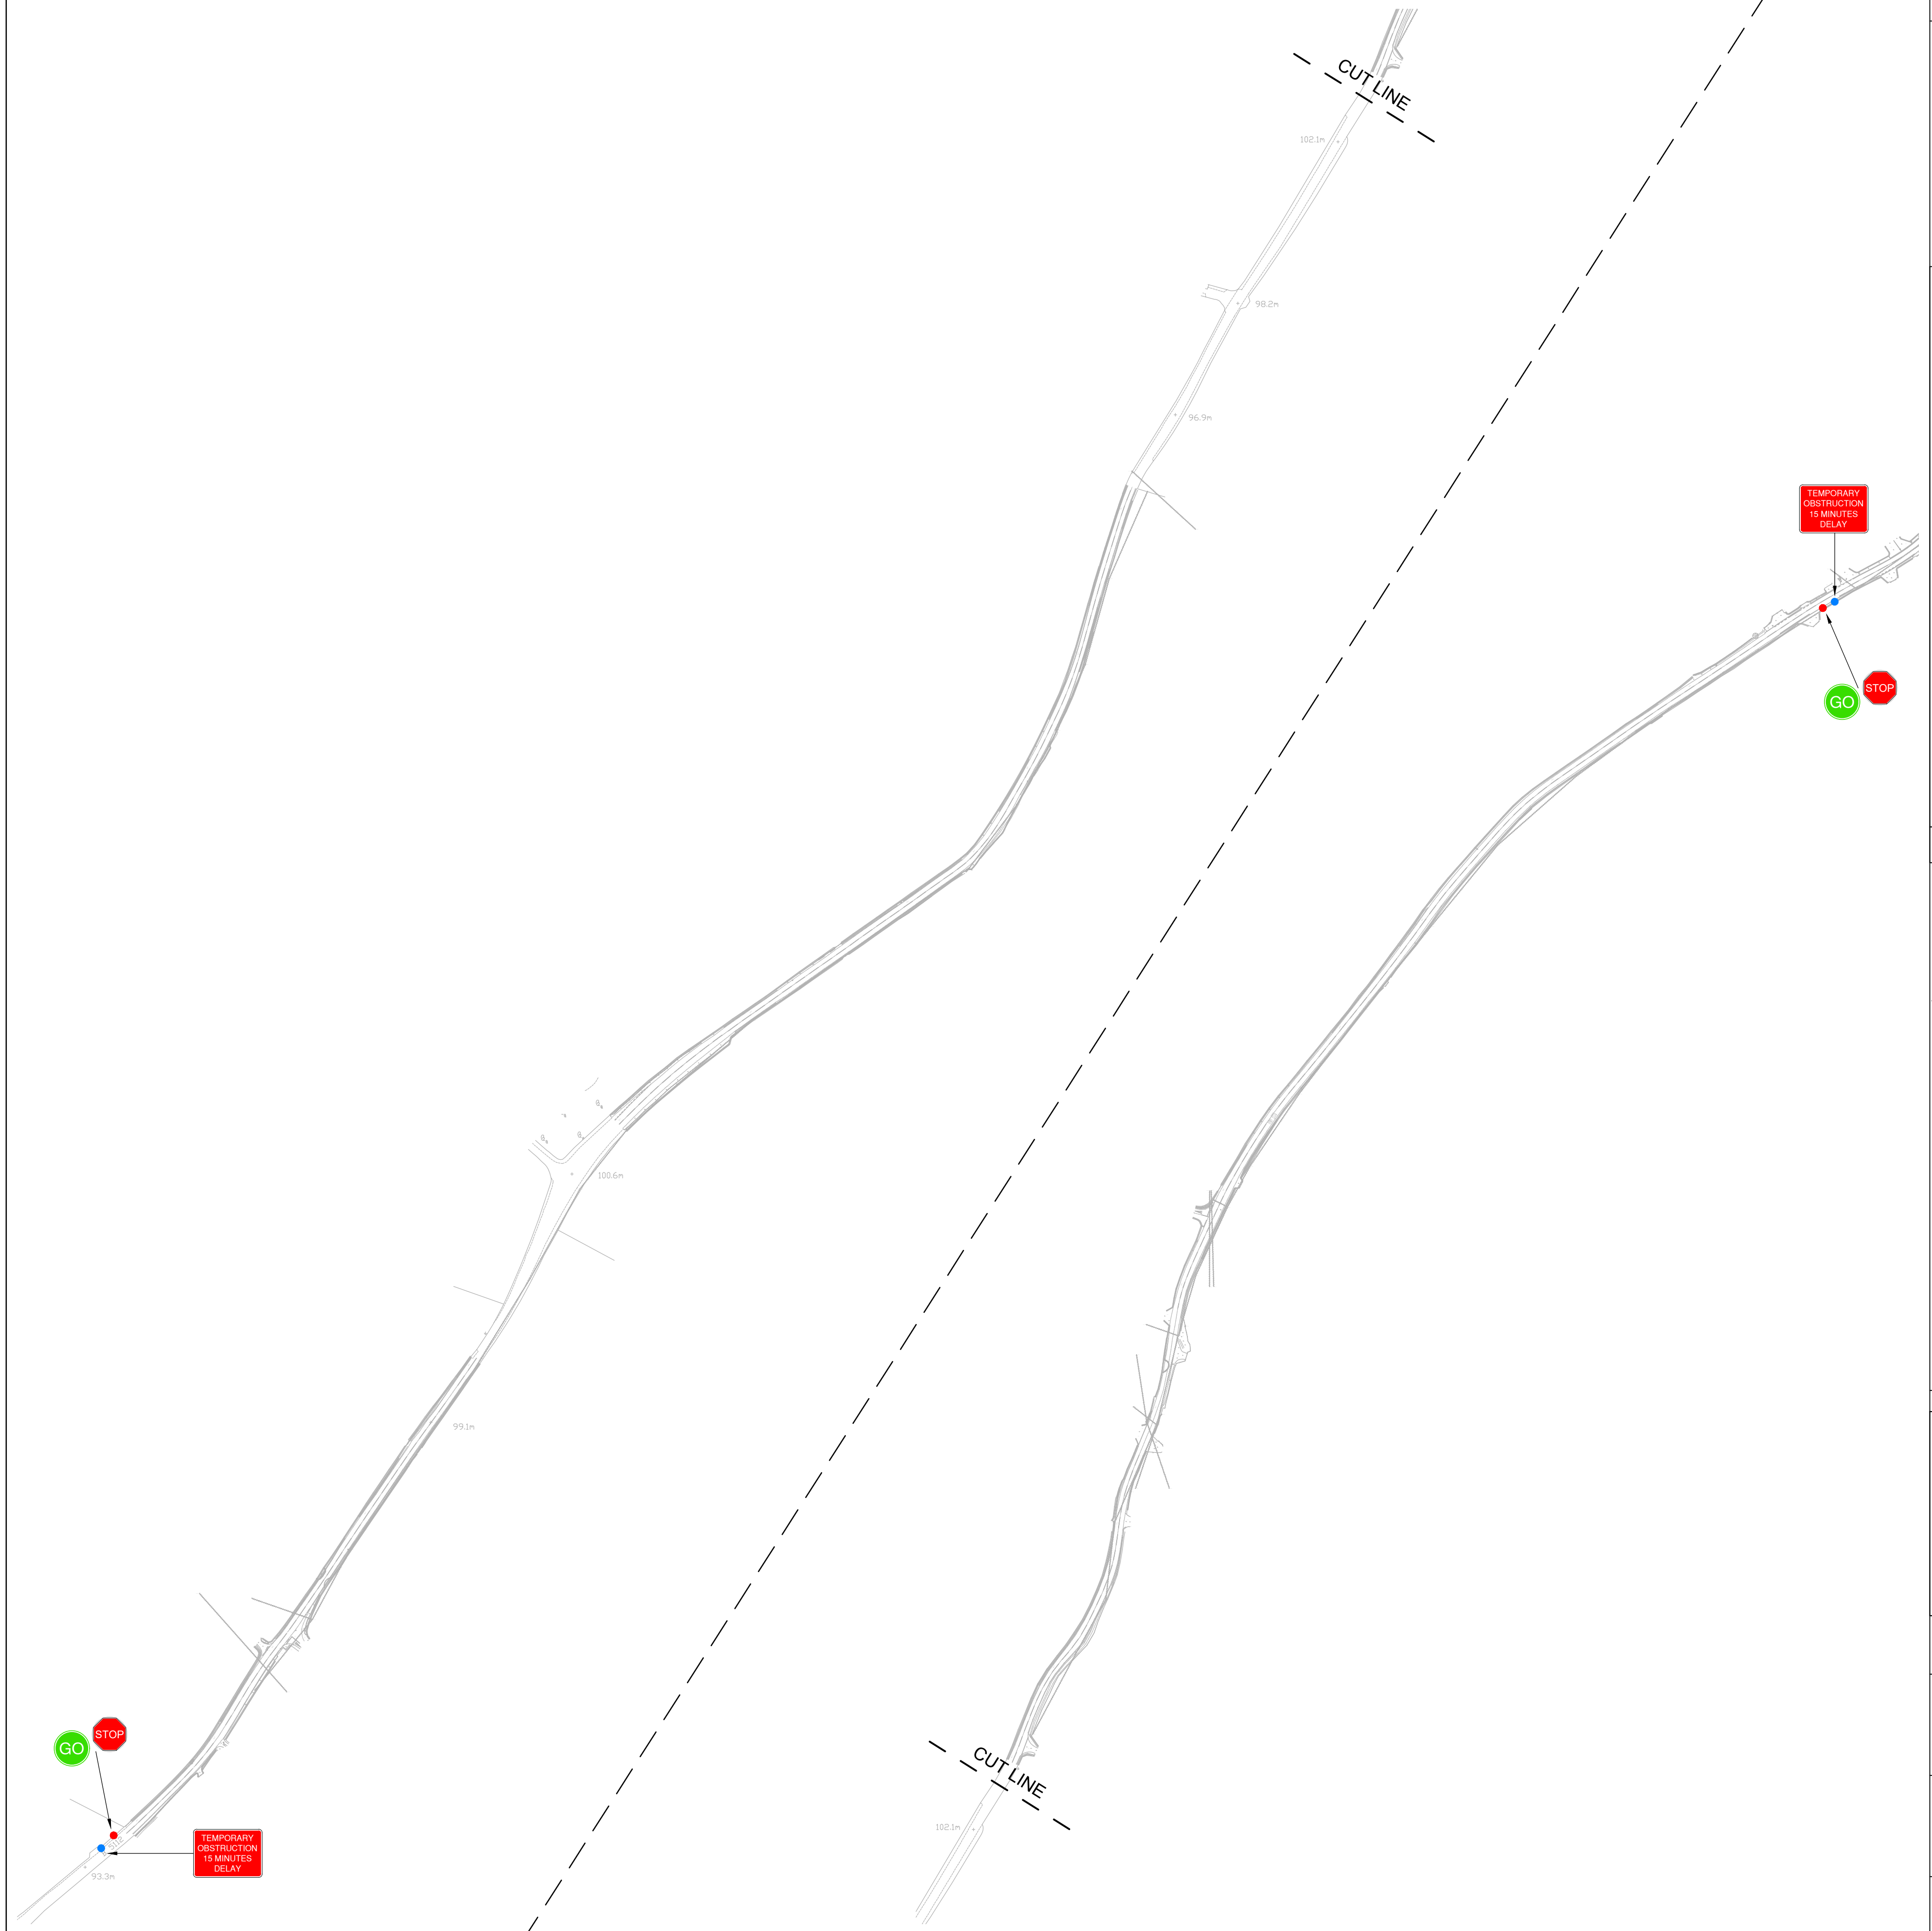 CUT LINE
102.1m
98.2m
96.9m
TEMPORARY
OBSTRUCTION
15 MINUTES
DELAY
STOP
GO
100.6m
99.1m
STOP
GO
CUT LINE
102.1m
TEMPORARY
OBSTRUCTION
15 MINUTES
DELAY
93.3m